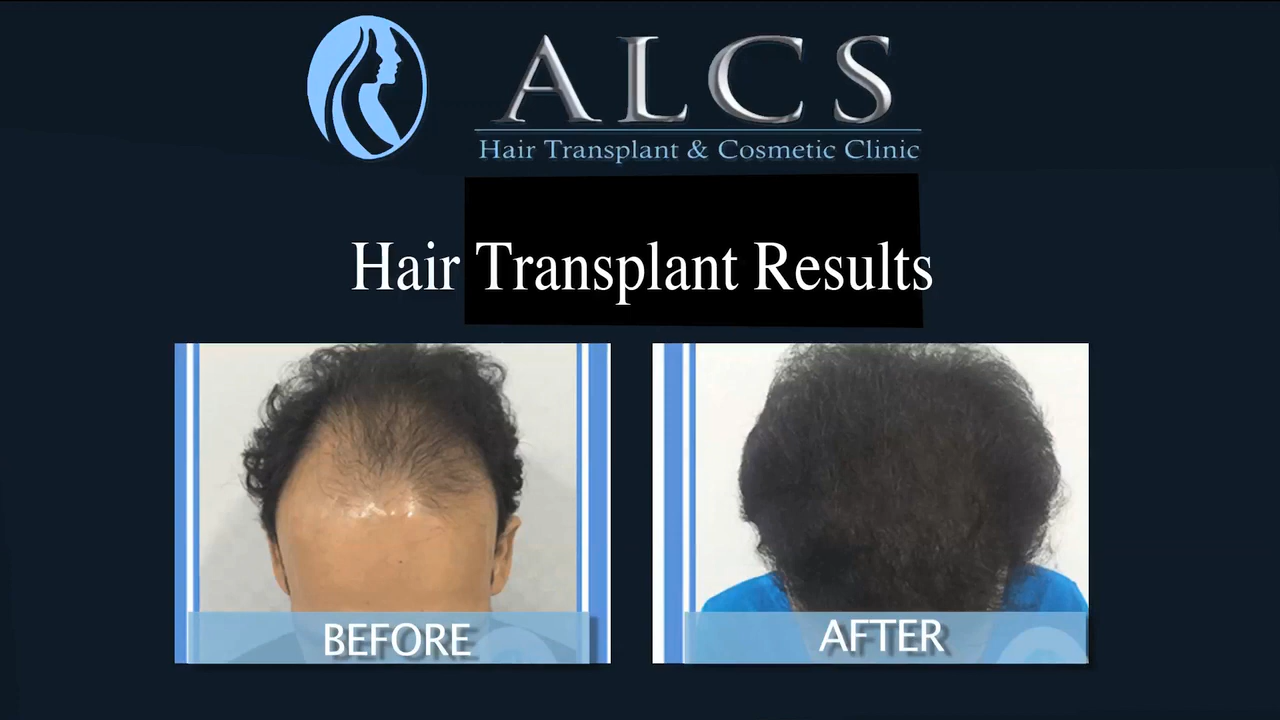 ALCS
Hair Transplant & Cosmetic Clinic
Hair Transplant Results
BEFORE
AFTER